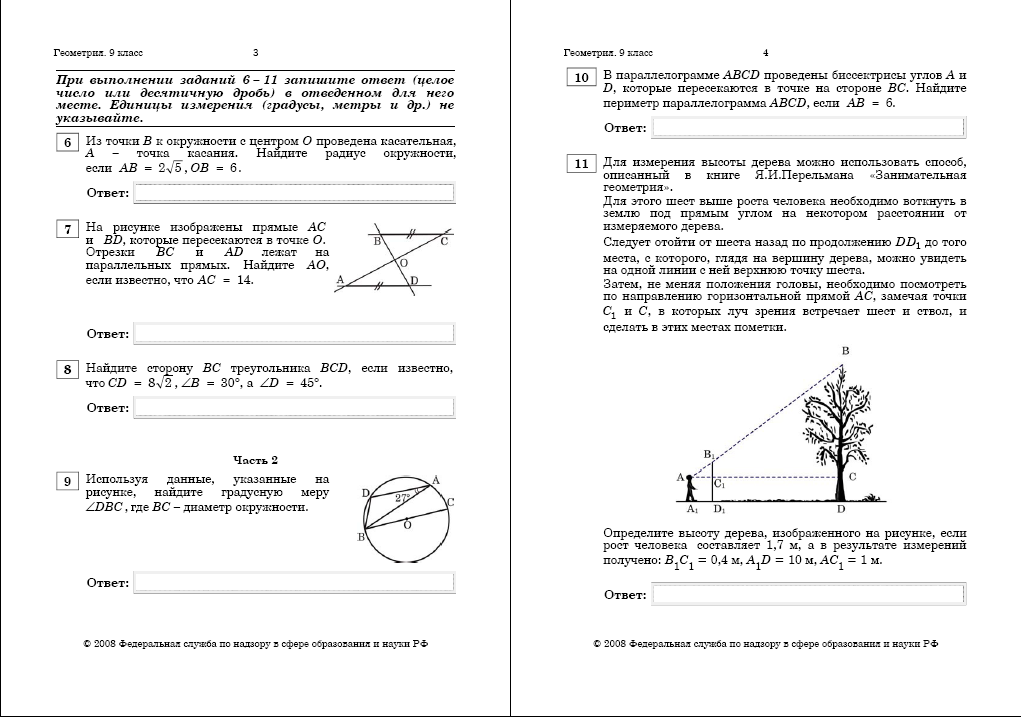 Геометрия. 9 класс 3
При выполнении заданий 6 – 11 запишите ответ (целое
число или десятичную дробь) в отведенном для него
месте. Единицы измерения (градусы, метры и др.) не
указывайте.
6 Из точки B к окружности с центром O проведена касательная,
A – точка касания. Найдите радиус окружности,
если AB = 2√5, OB = 6.
Ответ:
7 На рисунке изображены прямые AC
и BD, которые пересекаются в точке O.
Отрезки BC и AD лежат на
параллельных прямых. Найдите AO,
если известно, что AC = 14.
B C
O
A D
Ответ:
8 Найдите сторону BC треугольника BCD, если известно,
что CD = 8√2, ∠B = 30°, а ∠D = 45°.
Ответ:
Часть 2
9 Используя данные, указанные на
рисунке, найдите градусную меру
∠DBC, где BC – диаметр окружности.
A
D 27° C
O
B
Ответ:
© 2008 Федеральная служба по надзору в сфере образования и науки РФ
Геометрия. 9 класс 4
10 В параллелограмме ABCD проведены биссектрисы углов A и
D, которые пересекаются в точке на стороне BC. Найдите
периметр параллелограмма ABCD, если AB = 6.
Ответ:
11 Для измерения высоты дерева можно использовать способ,
описанный в книге Я.И.Перельмана «Занимательная
геометрия».
Для этого шест выше роста человека необходимо воткнуть в
землю под прямым углом на некотором расстоянии от
измеряемого дерева.
Следует отойти от шеста назад по продолжению DD₁ до того
места, с которого, глядя на вершину дерева, можно увидеть
на одной линии с ней верхнюю точку шеста.
Затем, не меняя положения головы, необходимо посмотреть
по направлению горизонтальной прямой AC, замечая точки
C₁ и C, в которых луч зрения встречает шест и ствол, и
сделать в этих местах пометки.
B
B₁
A C₁ C
A₁ D₁ D
Определите высоту дерева, изображенного на рисунке, если
рост человека составляет 1,7 м, а в результате измерений
получено: B₁C₁ = 0,4 м, A₁D = 10 м, AC₁ = 1 м.
Ответ:
© 2008 Федеральная служба по надзору в сфере образования и науки РФ